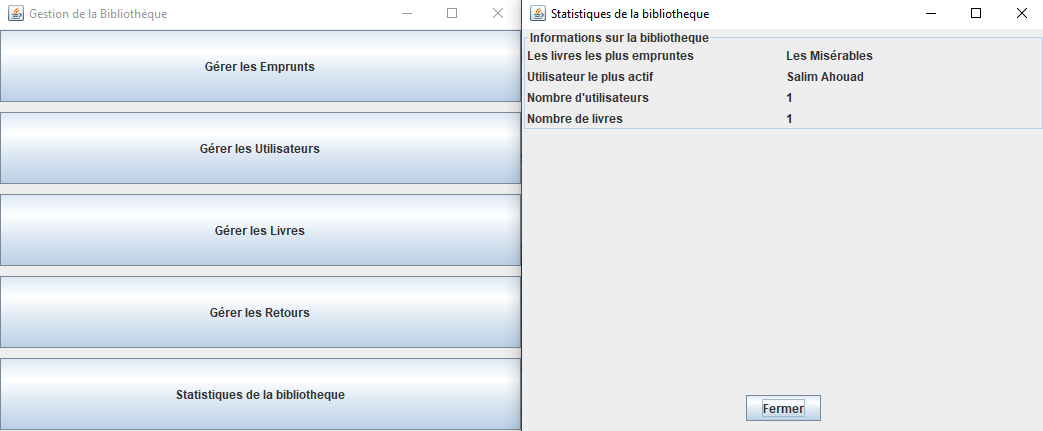 Gestion de la Bibliothèque
Gérer les Emprunts
Gérer les Utilisateurs
Gérer les Livres
Gérer les Retours
Statistiques de la bibliotheque
Statistiques de la bibliotheque
Informations sur la bibliotheque
Les livres les plus empruntes Les Misérables
Utilisateur le plus actif Salim Ahouad
Nombre d'utilisateurs 1
Nombre de livres 1
Fermer